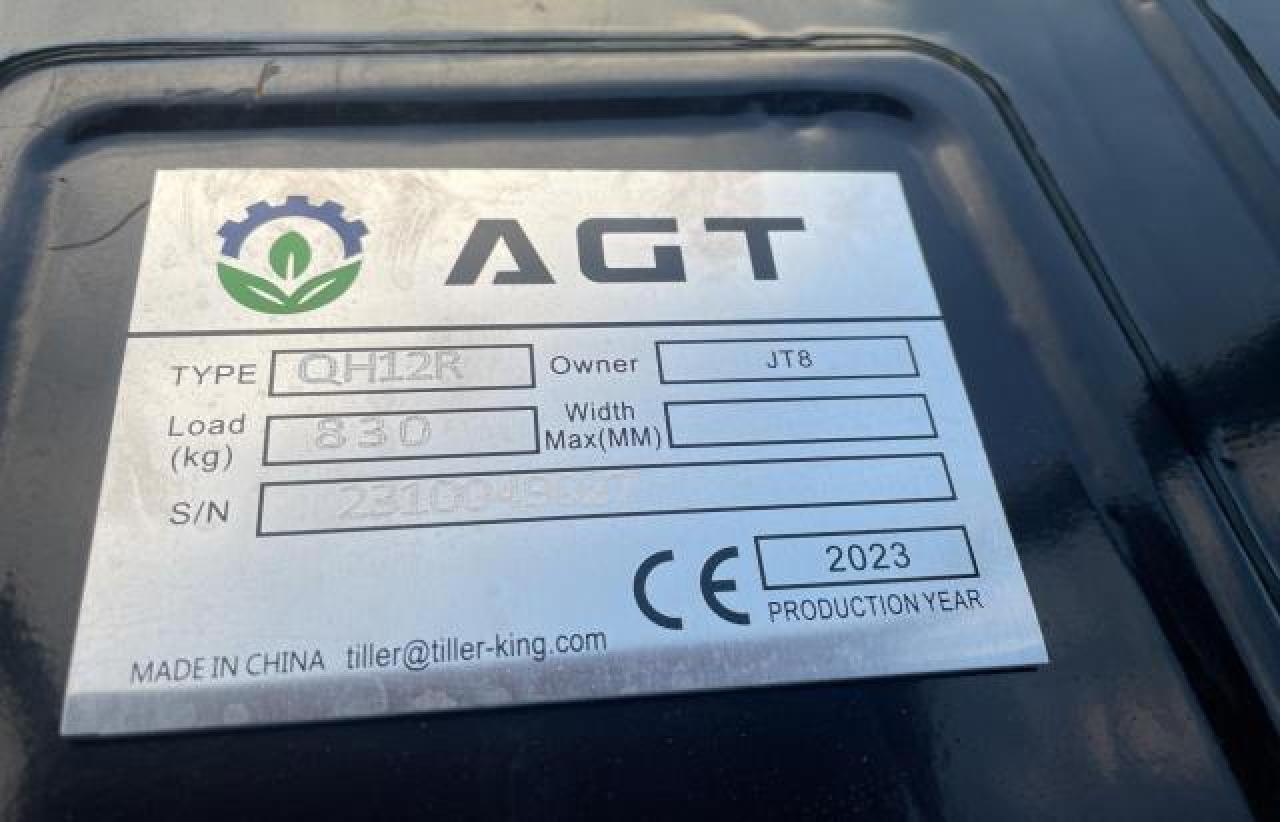 AGT
TYPE QH12R Owner JT8
Load (kg) 830 Width Max(MM)
S/N
CE 2023
PRODUCTION YEAR
MADE IN CHINA tiller@tiller-king.com